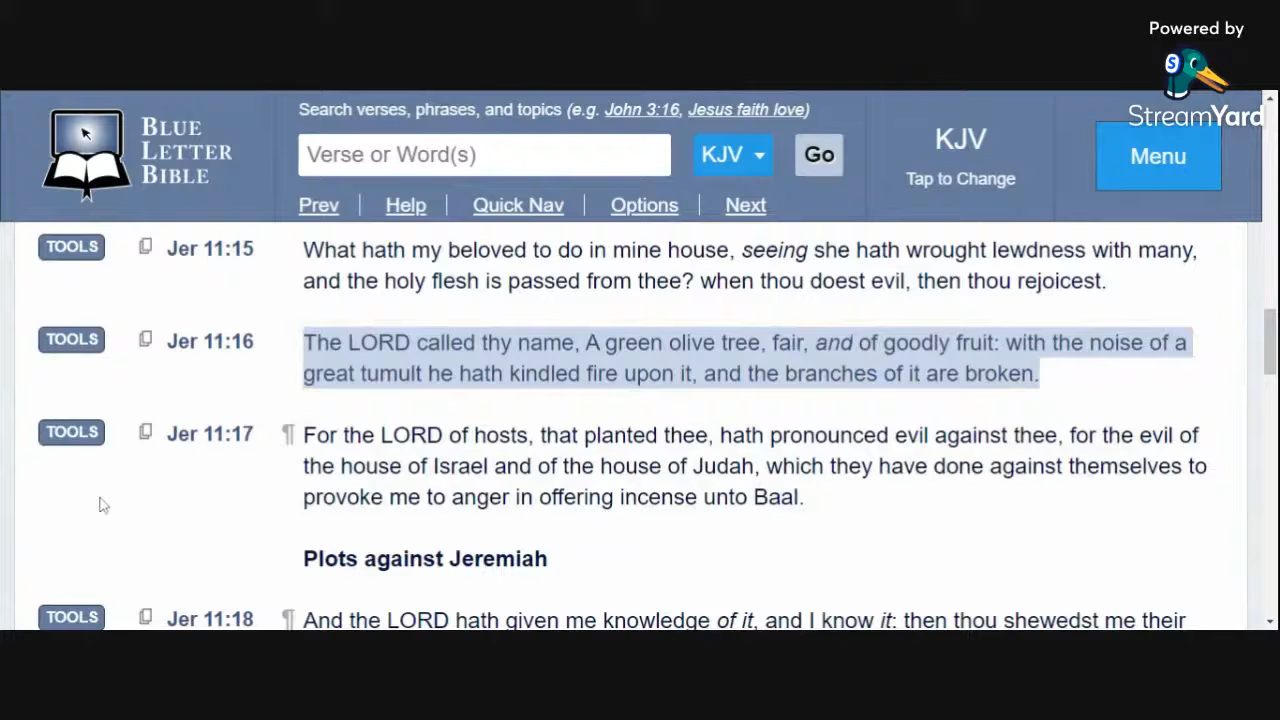 Powered by
StreamYard
Search verses, phrases, and topics (e.g. John 3:16, Jesus faith love)
BLUE
LETTER
BIBLE
Verse or Word(s)
KJV
Go
KJV
Tap to Change
Menu
Prev
Help
Quick Nav
Options
Next
TOOLS
Jer 11:15
What hath my beloved to do in mine house, seeing she hath wrought lewdness with many,
and the holy flesh is passed from thee? when thou doest evil, then thou rejoicest.
TOOLS
Jer 11:16
The LORD called thy name, A green olive tree, fair, and of goodly fruit: with the noise of a
great tumult he hath kindled fire upon it, and the branches of it are broken.
TOOLS
Jer 11:17
¶ For the LORD of hosts, that planted thee, hath pronounced evil against thee, for the evil of
the house of Israel and of the house of Judah, which they have done against themselves to
provoke me to anger in offering incense unto Baal.
Plots against Jeremiah
TOOLS
Jer 11:18
¶ And the LORD hath given me knowledge of it, and I know it: then thou shewedst me their